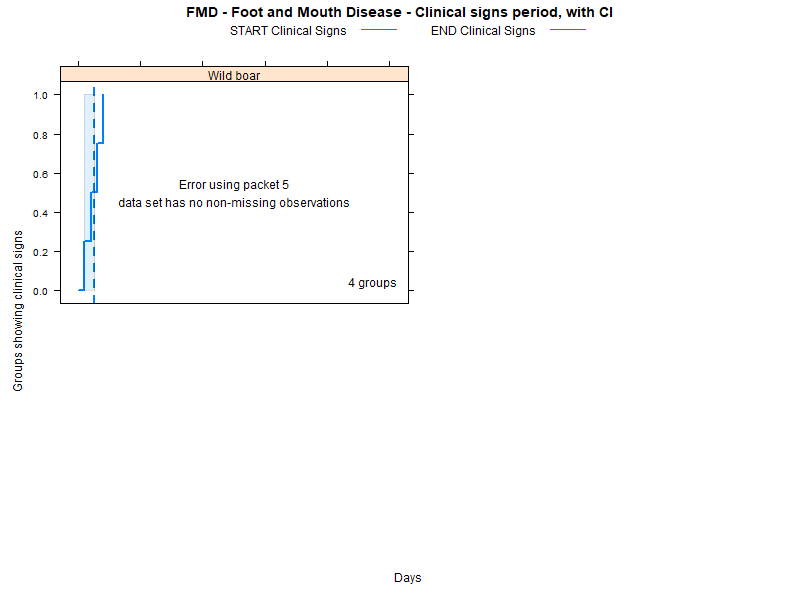 FMD - Foot and Mouth Disease - Clinical signs period, with CI
START Clinical Signs END Clinical Signs
Wild boar
1.0
0.8
0.6
0.4
0.2
0.0
Error using packet 5
data set has no non-missing observations
4 groups
Groups showing clinical signs
Days